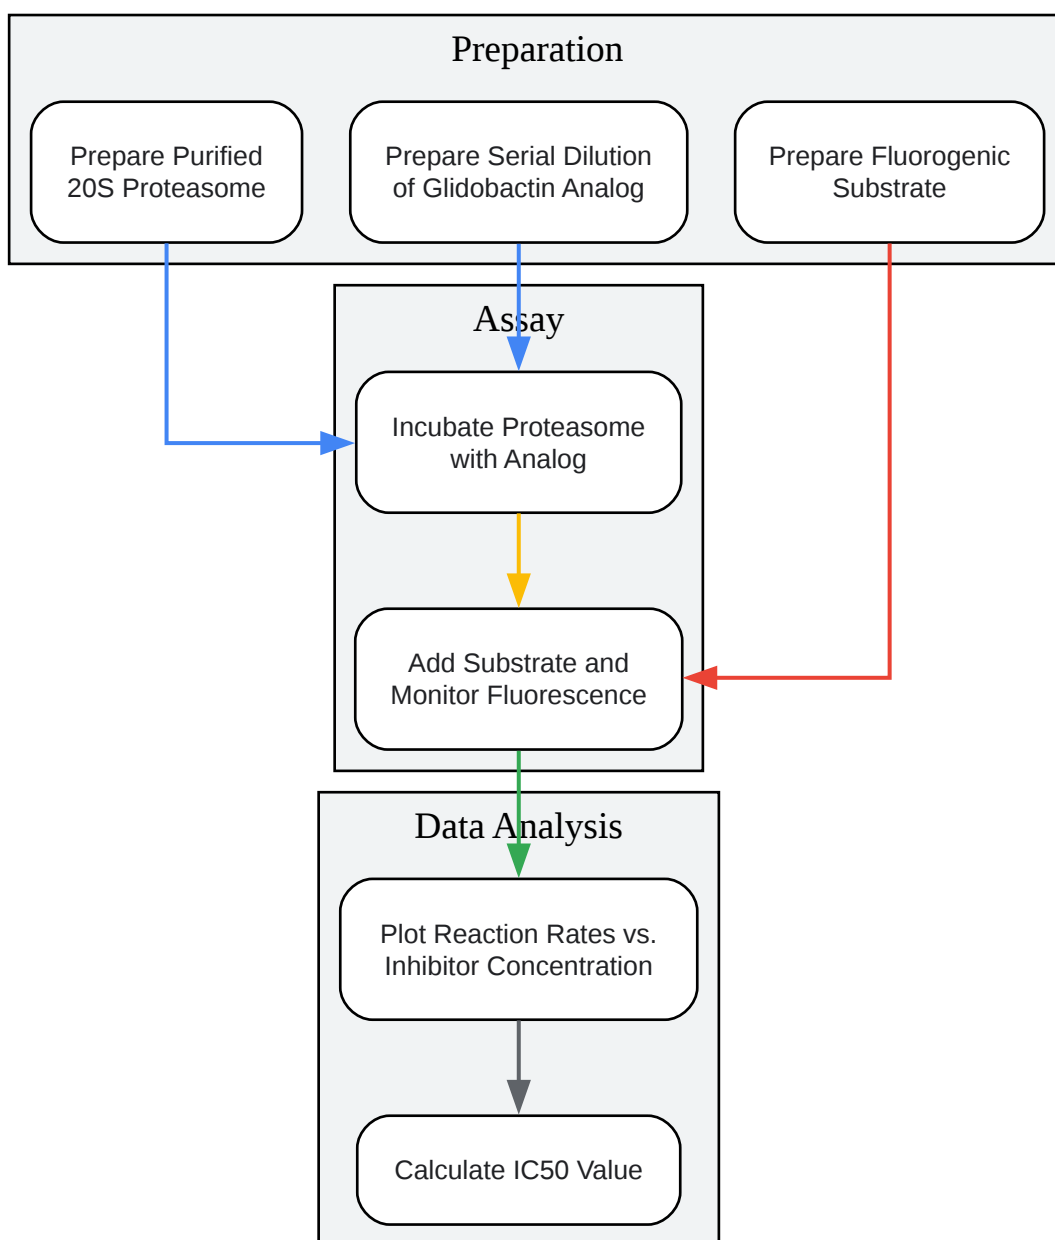 Preparation
Prepare Purified
20S Proteasome
Prepare Serial Dilution
of Glidobactin Analog
Prepare Fluorogenic
Substrate
Assay
Incubate Proteasome
with Analog
Add Substrate and
Monitor Fluorescence
Data Analysis
Plot Reaction Rates vs.
Inhibitor Concentration
Calculate IC50 Value